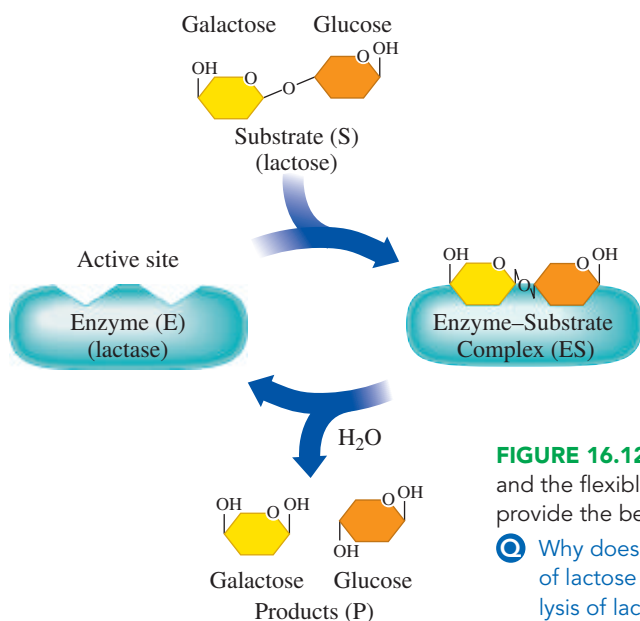 Galactose Glucose
OH O O OH
O
Substrate (S)
(lactose)
Active site
Enzyme (E)
(lactase)
OH O O O OH
Enzyme–Substrate
Complex (ES)
H₂O
OH O OH O OH
OH
Galactose Glucose
Products (P)
FIGURE 16.12
and the flexibl
provide the be
Q Why does
of lactose
lysis of lac